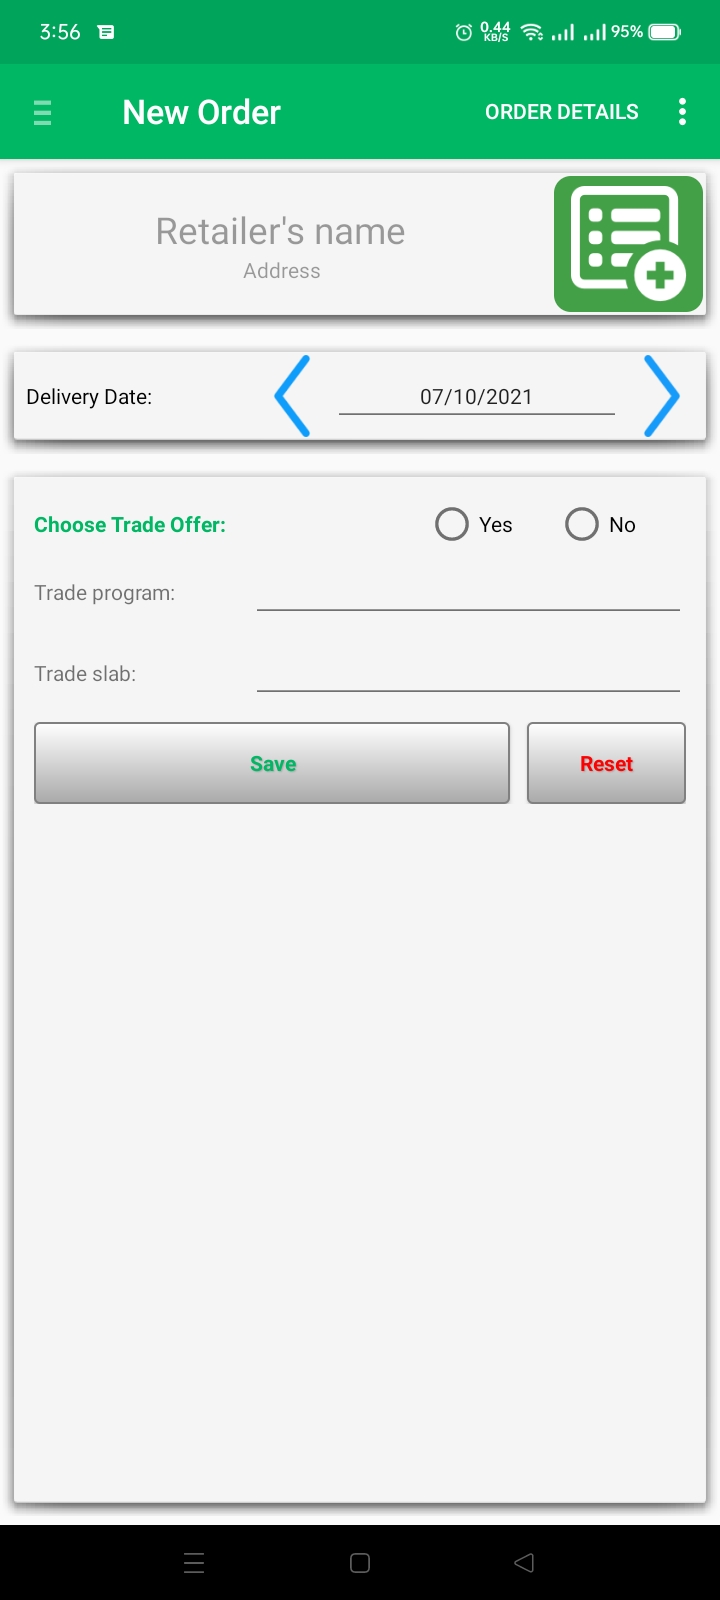 3:56
0.44 KB/S 95%
New Order ORDER DETAILS
Retailer's name
Address
Delivery Date: 07/10/2021
Choose Trade Offer: Yes No
Trade program:
Trade slab:
Save Reset